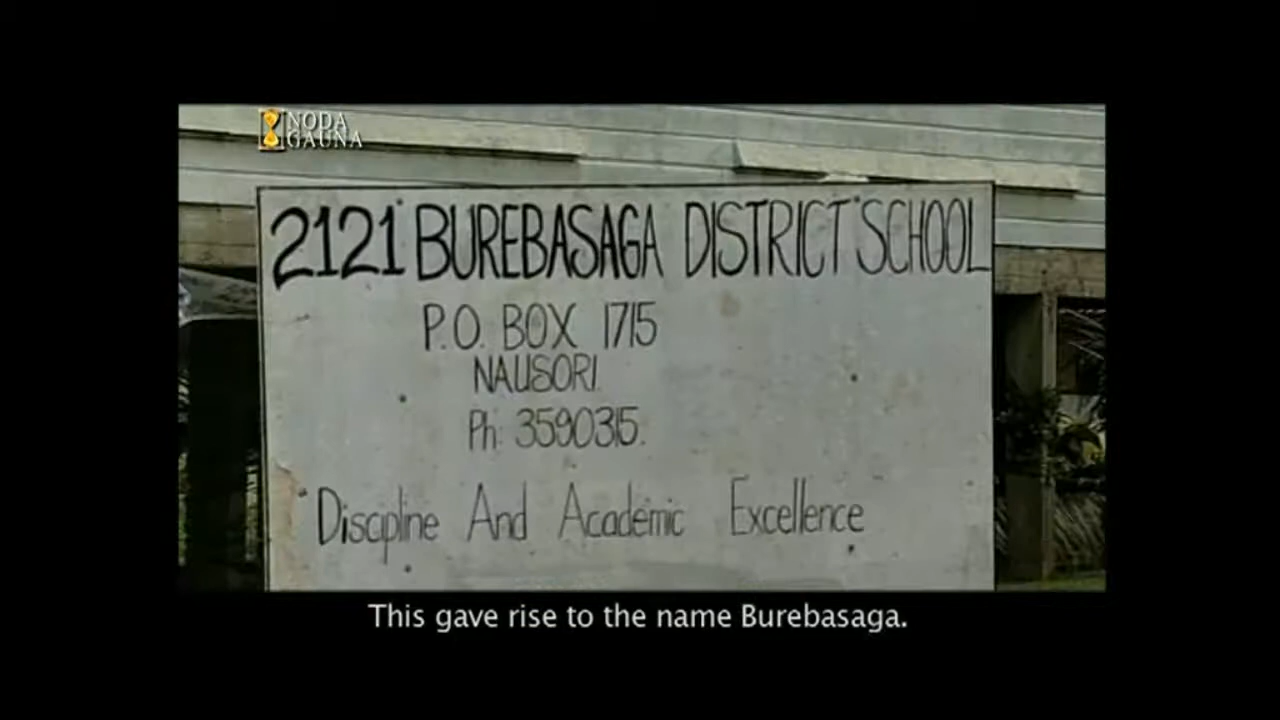 NODA
GAUNA
2121 BUREBASAGA DISTRICT SCHOOL
P.O. BOX 1715
NAUSORI
Ph: 3590315.
Discipline And Academic Excellence
This gave rise to the name Burebasaga.